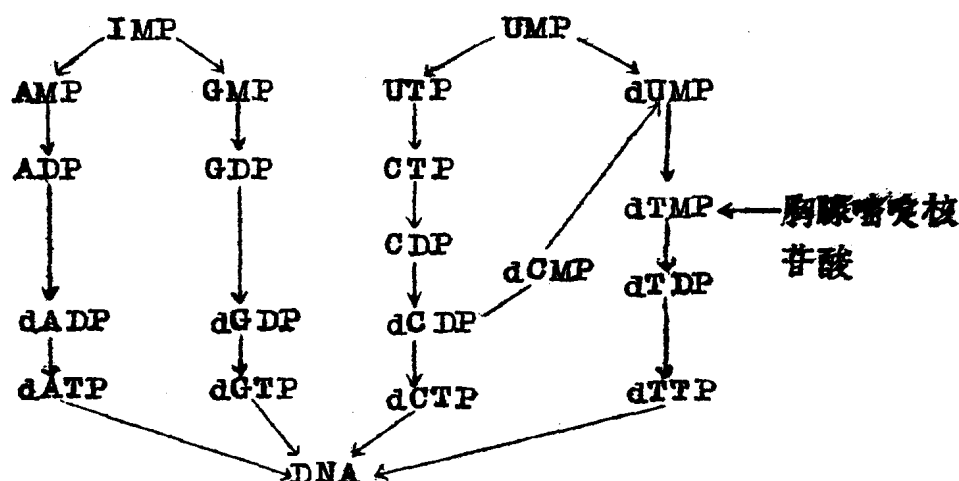 IMP UMP
AMP GMP UTP dUMP
ADP GDP CTP
dTMP 胸腺嘧啶核
CDP 苷酸
dCMP dTDP
dADP dGDP dCDP
dATP dGTP dCTP dTTP
DNA